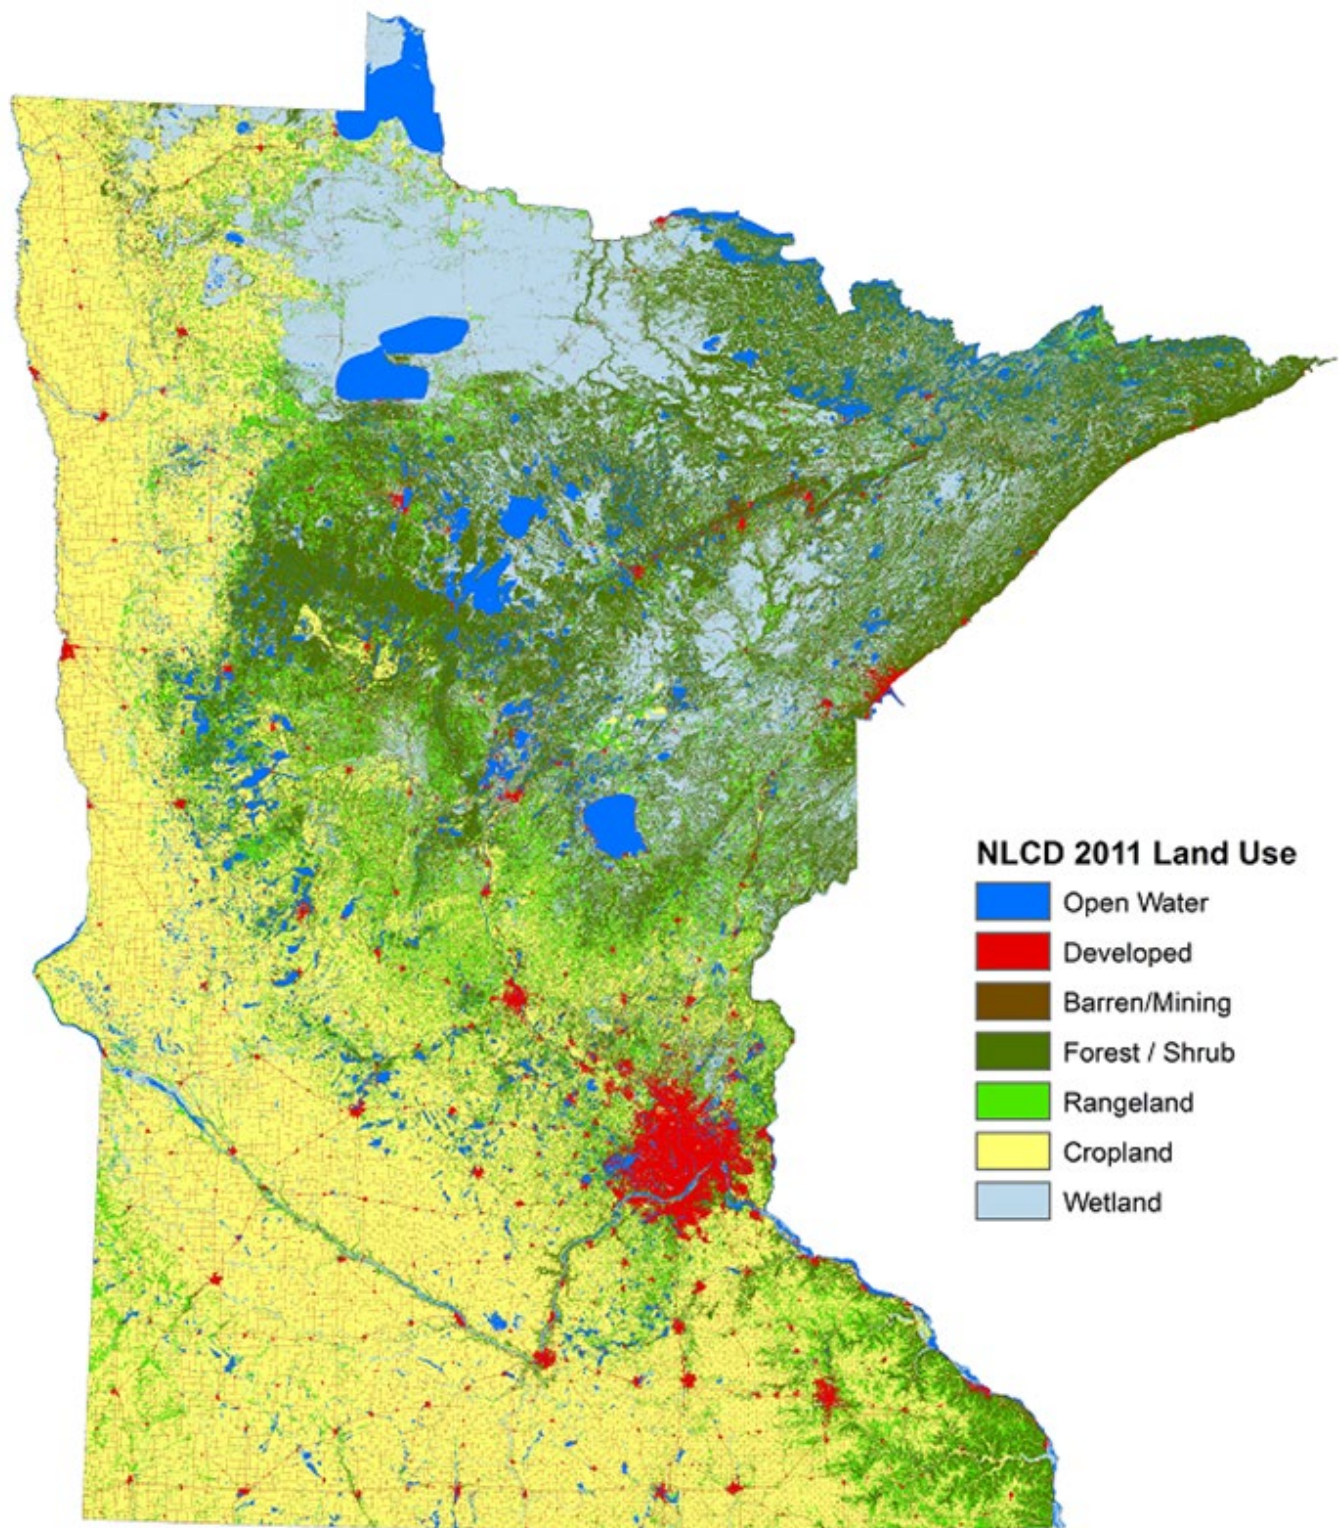 NLCD 2011 Land Use
Open Water
Developed
Barren/Mining
Forest / Shrub
Rangeland
Cropland
Wetland